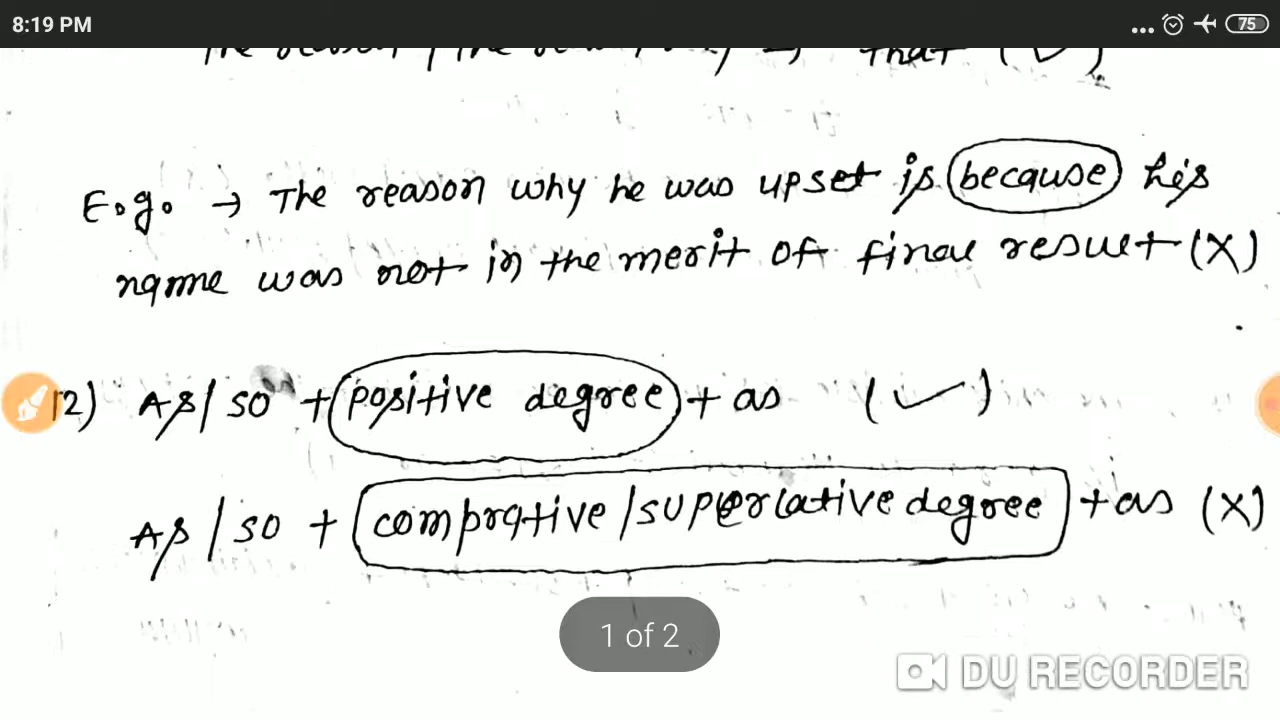 8:19 PM
75
that (✓)
E.g. → The reason why he was upset is because his
name was not in the merit of final result (X)
12) As/so + positive degree + as (✓)
As/so + comprative/superlative degree + as (X)
1 of 2
DU RECORDER